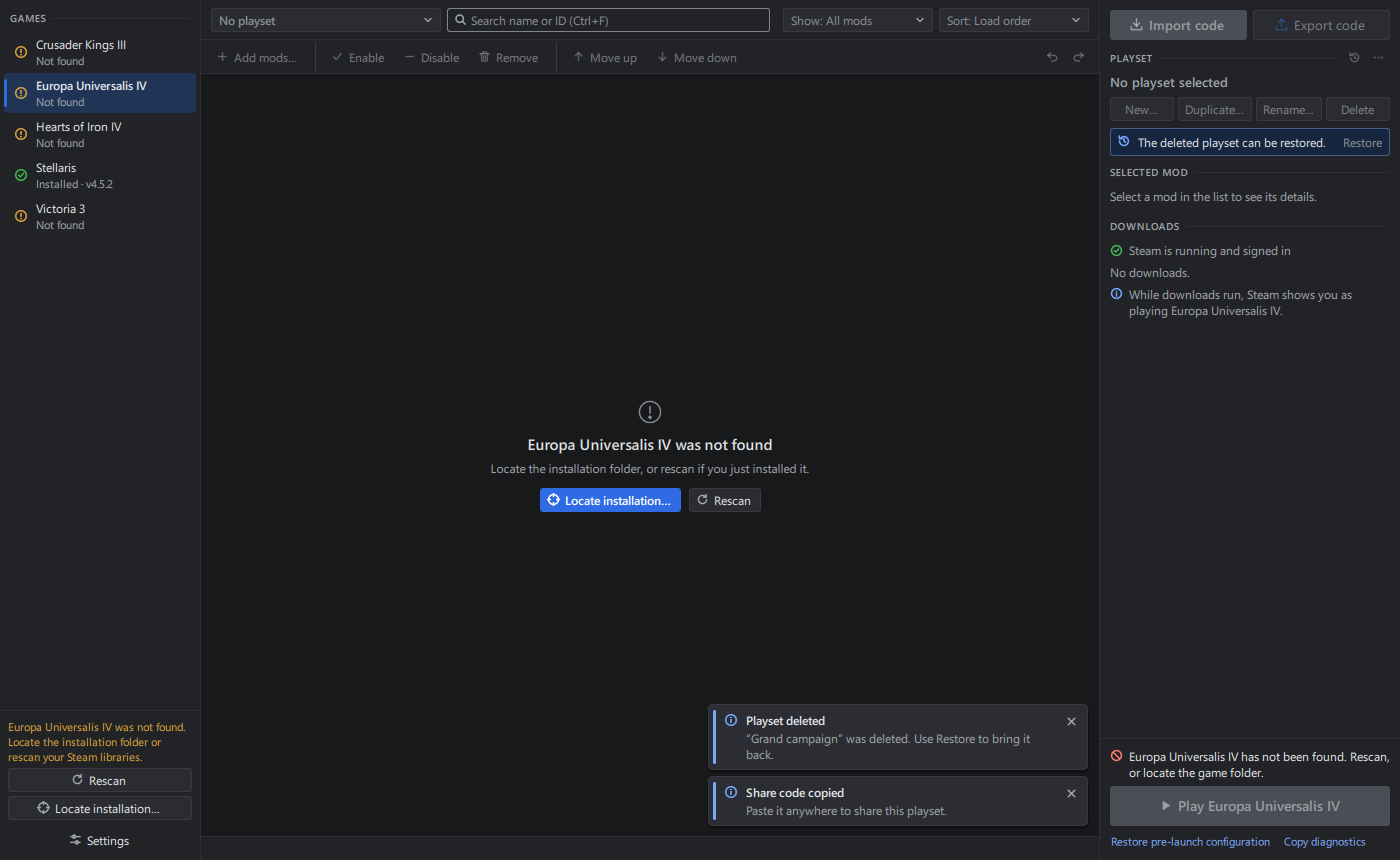 GAMES
Crusader Kings III
Not found
Europa Universalis IV
Not found
Hearts of Iron IV
Not found
Stellaris
Installed · v4.5.2
Victoria 3
Not found
Europa Universalis IV was not found.
Locate the installation folder or
rescan your Steam libraries.
Rescan
Locate installation...
Settings
No playset
Search name or ID (Ctrl+F)
Show: All mods
Sort: Load order
Add mods...
Enable
Disable
Remove
Move up
Move down
Europa Universalis IV was not found
Locate the installation folder, or rescan if you just installed it.
Locate installation...
Rescan
Playset deleted
“Grand campaign” was deleted. Use Restore to bring it
back.
Share code copied
Paste it anywhere to share this playset.
Import code
Export code
PLAYSET
No playset selected
New...
Duplicate...
Rename...
Delete
The deleted playset can be restored.
Restore
SELECTED MOD
Select a mod in the list to see its details.
DOWNLOADS
Steam is running and signed in
No downloads.
While downloads run, Steam shows you as
playing Europa Universalis IV.
Europa Universalis IV has not been found. Rescan,
or locate the game folder.
Play Europa Universalis IV
Restore pre-launch configuration
Copy diagnostics